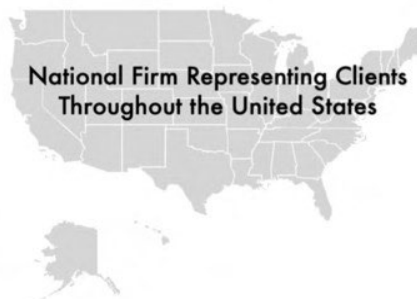 National Firm Representing Clients
Throughout the United States